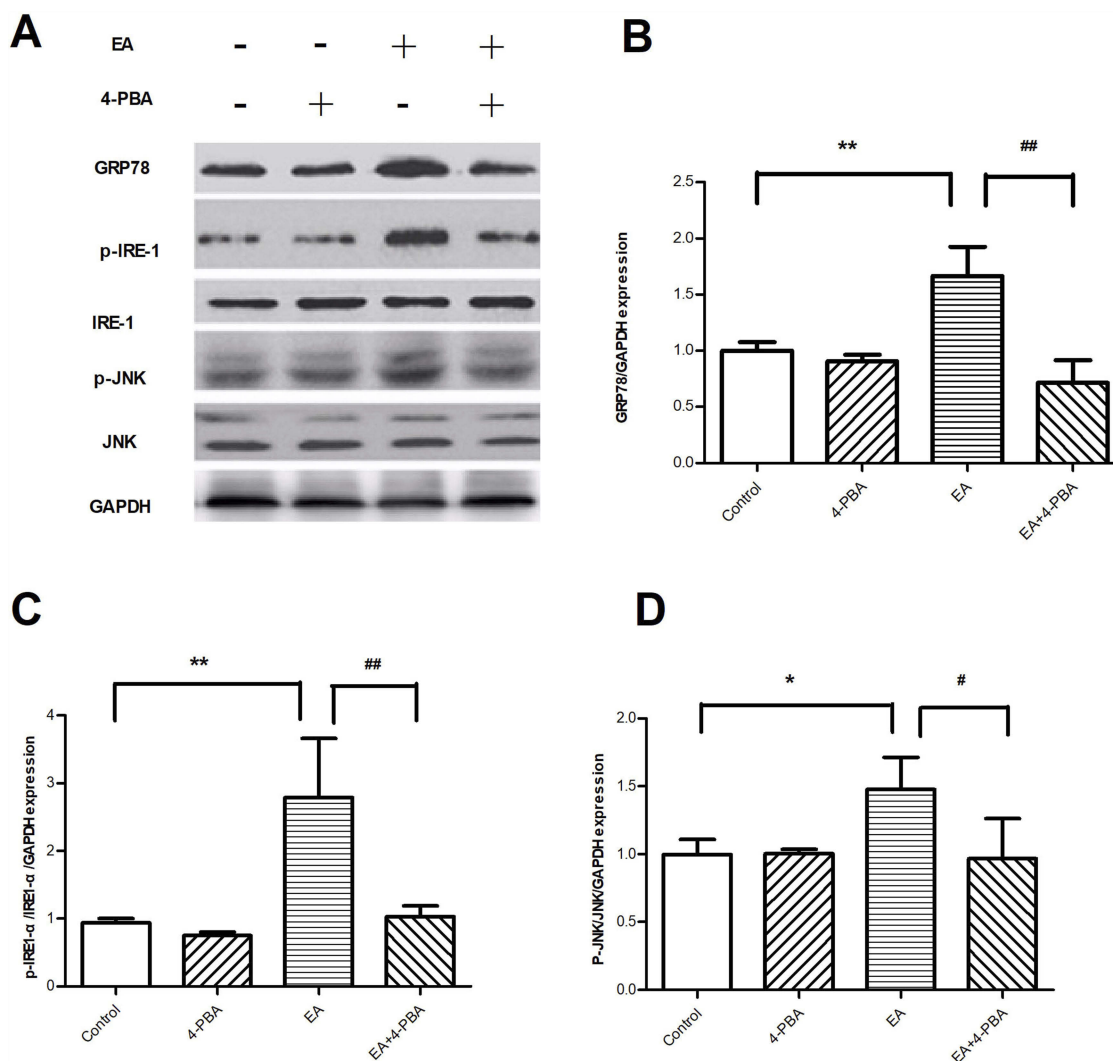 A
EA - - + +
4-PBA - + - +
GRP78
p-IRE-1
IRE-1
p-JNK
JNK
GAPDH
B
** ##
GRP78/GAPDH expression
2.5
2.0
1.5
1.0
0.5
0.0
Control 4-PBA EA EA+4-PBA
C
** ##
p-IRE1-α /IRE1-α /GAPDH expression
4
3
2
1
0
Control 4-PBA EA EA+4-PBA
D
* #
P-JNK/JNK/GAPDH expression
2.0
1.5
1.0
0.5
0.0
Control 4-PBA EA EA+4-PBA